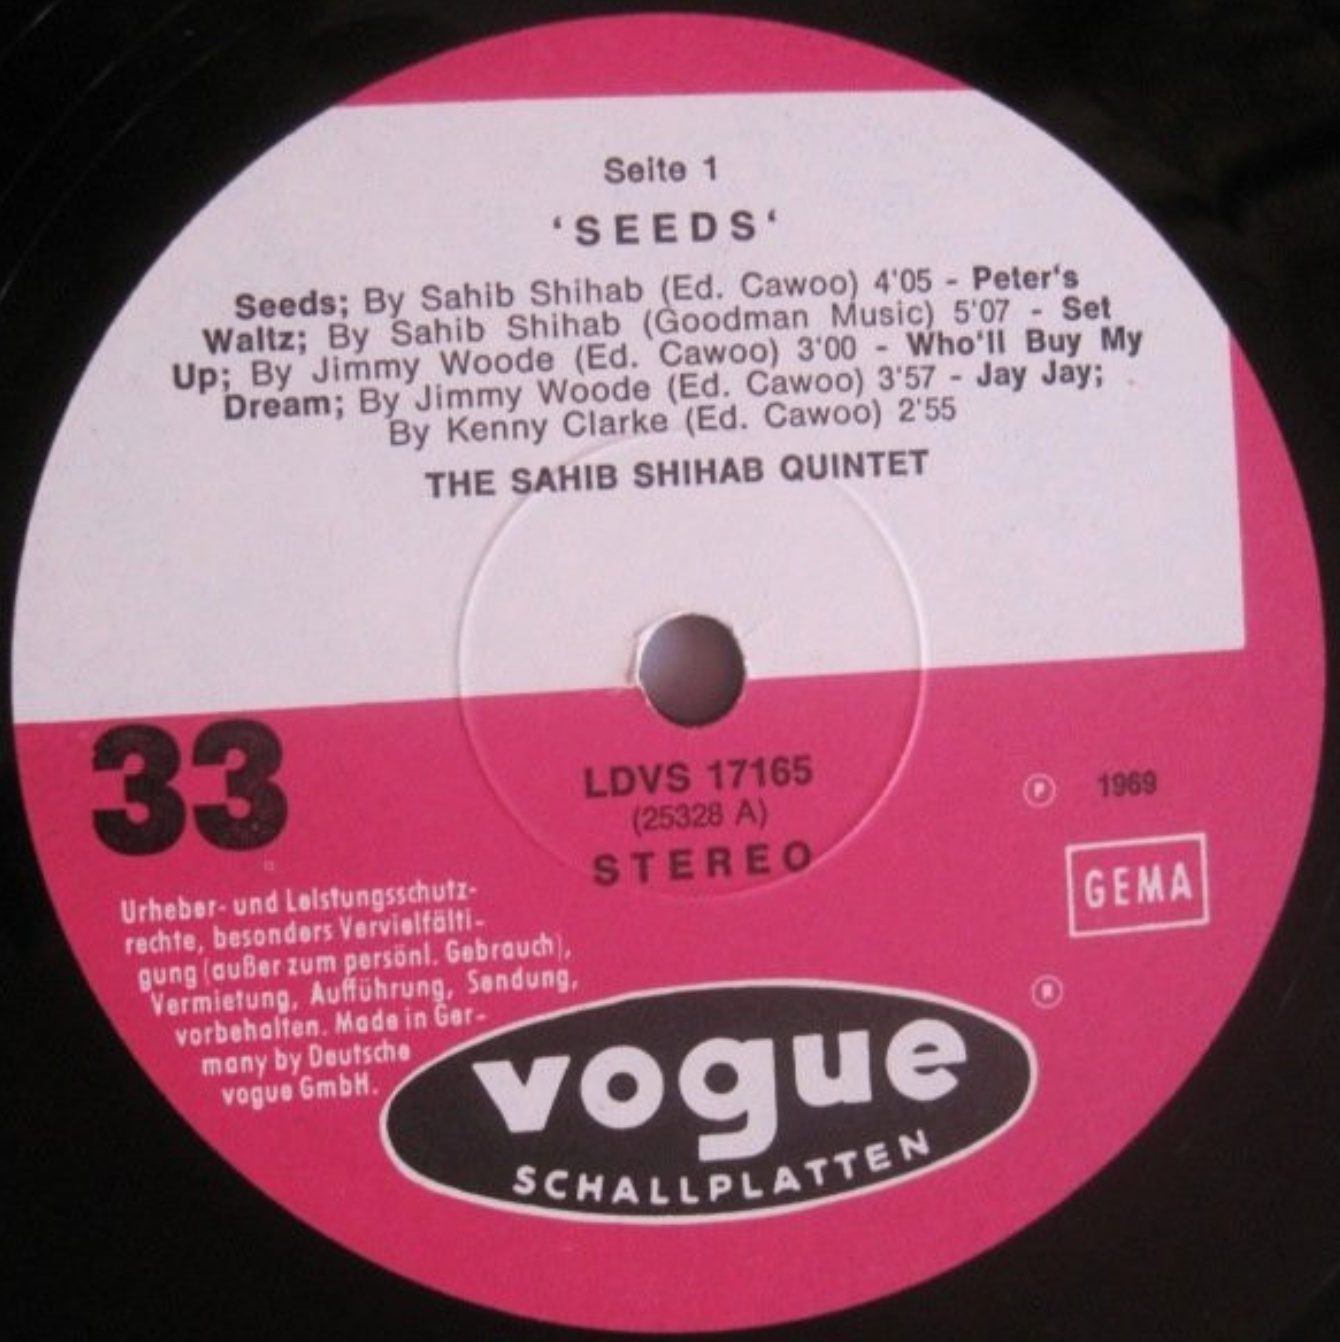 Seite 1
‘SEEDS‘
Seeds; By Sahib Shihab (Ed. Cawoo) 4'05 - Peter‘s
Waltz; By Sahib Shihab (Goodman Music) 5'07 - Set
Up; By Jimmy Woode (Ed. Cawoo) 3'00 - Who'll Buy My
Dream; By Jimmy Woode (Ed. Cawoo) 3'57 - Jay Jay;
By Kenny Clarke (Ed. Cawoo) 2'55
THE SAHIB SHIHAB QUINTET
33
LDVS 17165
(25328 A)
STEREO
Ⓟ 1969
GEMA
Urheber- und Leistungsschutz-
rechte, besonders Vervielfälti-
gung (außer zum persönl. Gebrauch),
Vermietung, Aufführung, Sendung,
vorbehalten. Made in Ger-
many by Deutsche
vogue GmbH.
®
vogue
SCHALLPLATTEN